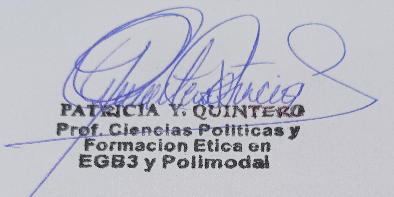 PATRICIA Y. QUINTERO
Prof. Ciencias Politicas y
Formacion Etica en
EGB3 y Polimodal